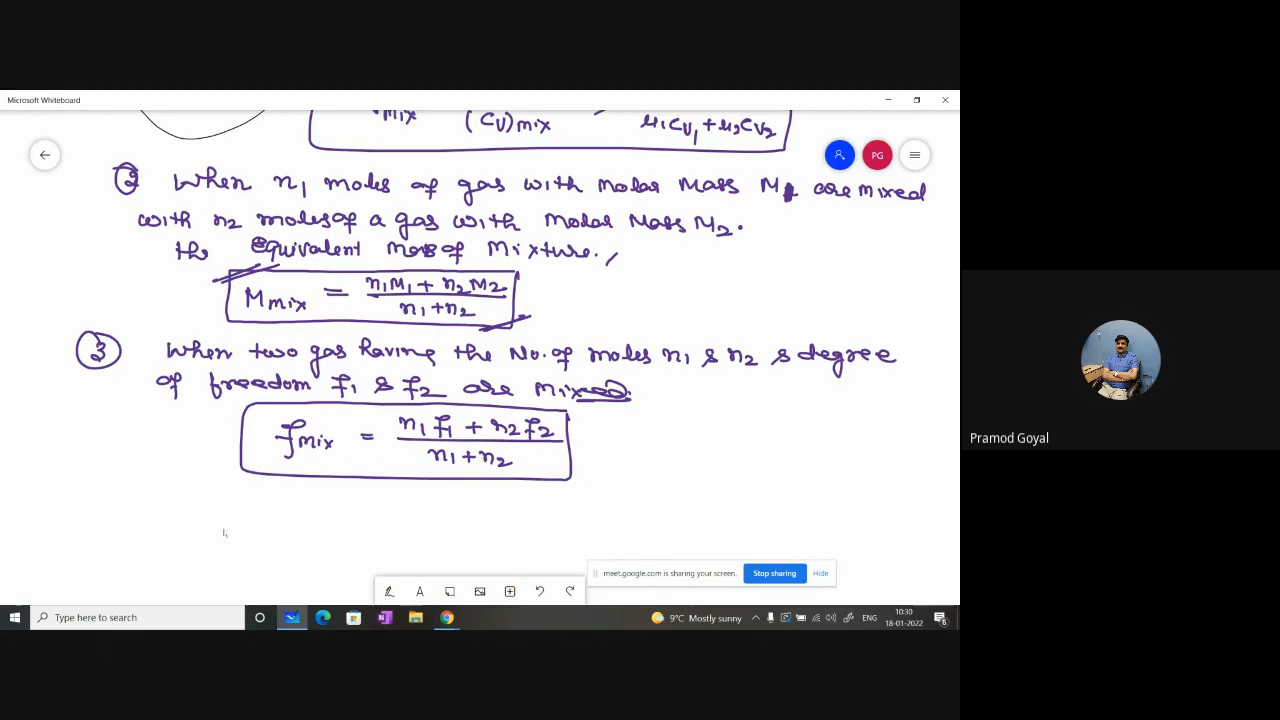 Microsoft Whiteboard
mix (CV)mix μ1CV1+μ2CV2
PG
② When n1 moles of gas with molar Mass M1 are mixed
with n2 moles of a gas with Molar Mass M2.
the equivalent mass of Mixture.
Mmix = n1M1 + n2M2
n1+n2
③ When two gas having the No. of moles n1 & n2 & degree
of freedom f1 & f2 are Mixed.
fmix = n1f1 + n2f2
n1+n2
Pramod Goyal
meet.google.com is sharing your screen. Stop sharing Hide
Type here to search
9°C Mostly sunny ENG 10:30
18-01-2022
6